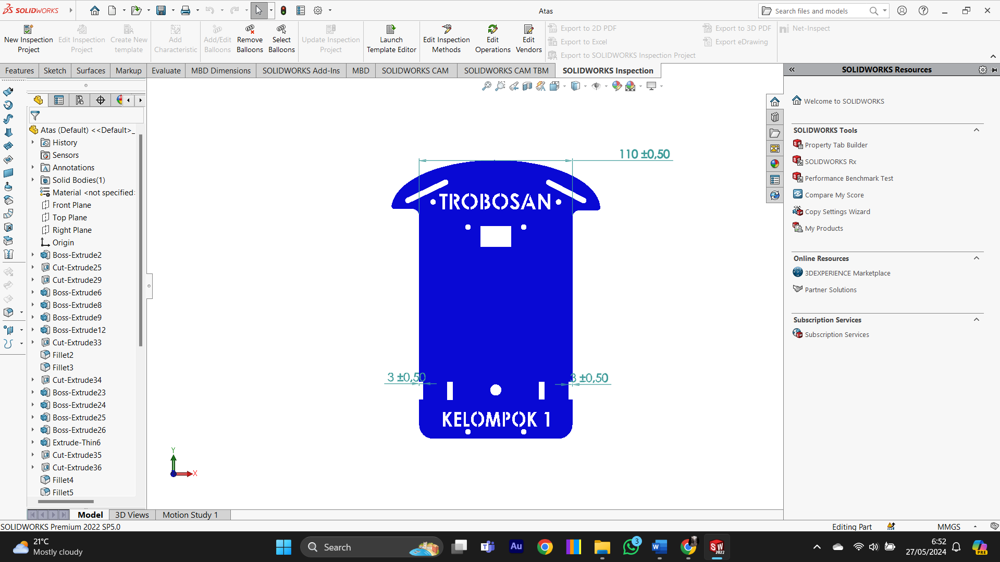 SOLIDWORKS
Atas
Search files and models
New Inspection Project
Edit Inspection Project
Create New template
Add Characteristic
Add/Edit Balloons
Remove Balloons
Select Balloons
Update Inspection Project
Launch Template Editor
Edit Inspection Methods
Edit Operations
Edit Vendors
Export to 2D PDF
Export to Excel
Export to SOLIDWORKS Inspection Project
Export to 3D PDF
Export eDrawing
Net-Inspect
Features
Sketch
Surfaces
Markup
Evaluate
MBD Dimensions
SOLIDWORKS Add-Ins
MBD
SOLIDWORKS CAM
SOLIDWORKS CAM TBM
SOLIDWORKS Inspection
Atas (Default) <<Default>_
History
Sensors
Annotations
Solid Bodies(1)
Material <not specified>
Front Plane
Top Plane
Right Plane
Origin
Boss-Extrude2
Cut-Extrude25
Cut-Extrude29
Boss-Extrude6
Boss-Extrude8
Boss-Extrude9
Boss-Extrude12
Cut-Extrude33
Fillet2
Fillet3
Cut-Extrude34
Boss-Extrude23
Boss-Extrude24
Boss-Extrude25
Boss-Extrude26
Extrude-Thin6
Cut-Extrude35
Cut-Extrude36
Fillet4
Fillet5
110 ±0,50
TROBOSAN
3 ±0,50
3 ±0,50
KELOMPOK 1
Y
X
SOLIDWORKS Resources
Welcome to SOLIDWORKS
SOLIDWORKS Tools
Property Tab Builder
SOLIDWORKS Rx
Performance Benchmark Test
Compare My Score
Copy Settings Wizard
My Products
Online Resources
3DEXPERIENCE Marketplace
Partner Solutions
Subscription Services
Subscription Services
Model
3D Views
Motion Study 1
SOLIDWORKS Premium 2022 SP5.0
Editing Part
MMGS
21°C
Mostly cloudy
Search
Au
3
SW
2022
6:52
27/05/2024
PRE